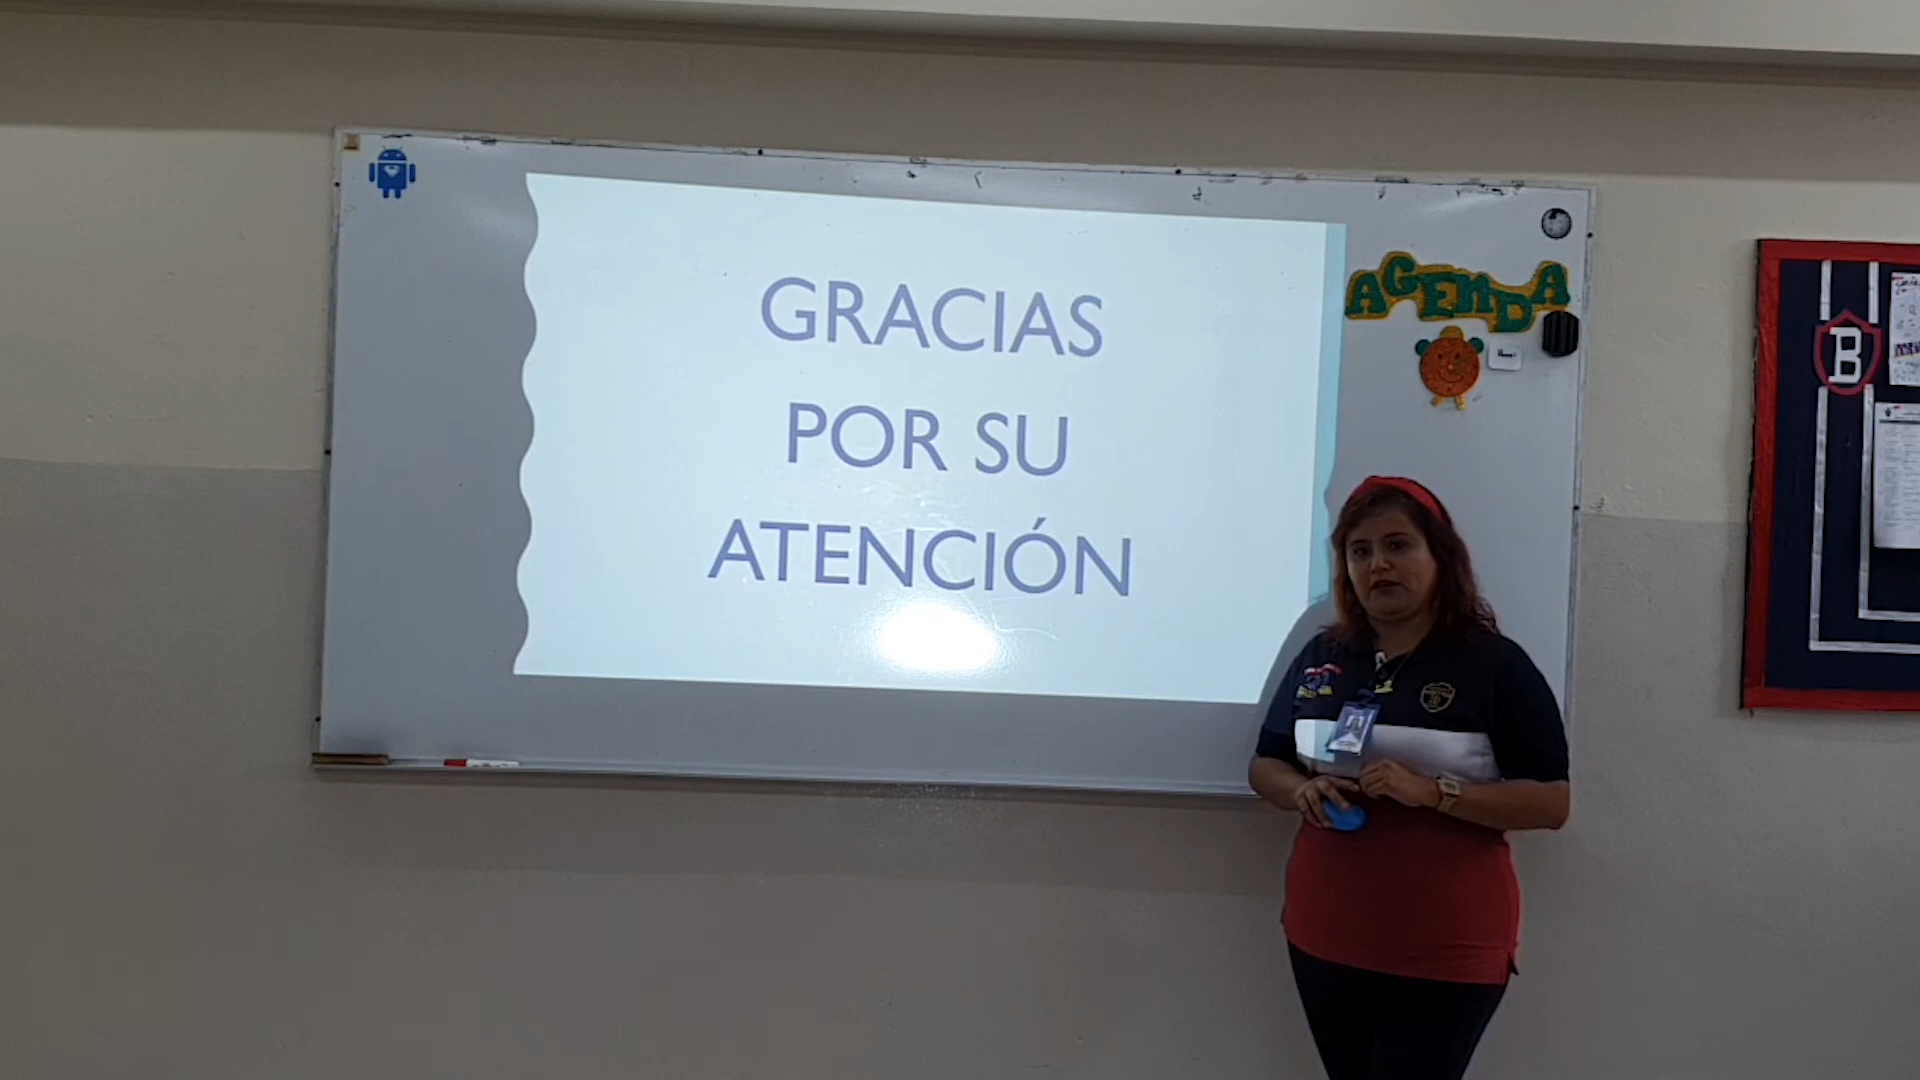 GRACIAS
POR SU
ATENCIÓN
AGENDA
B